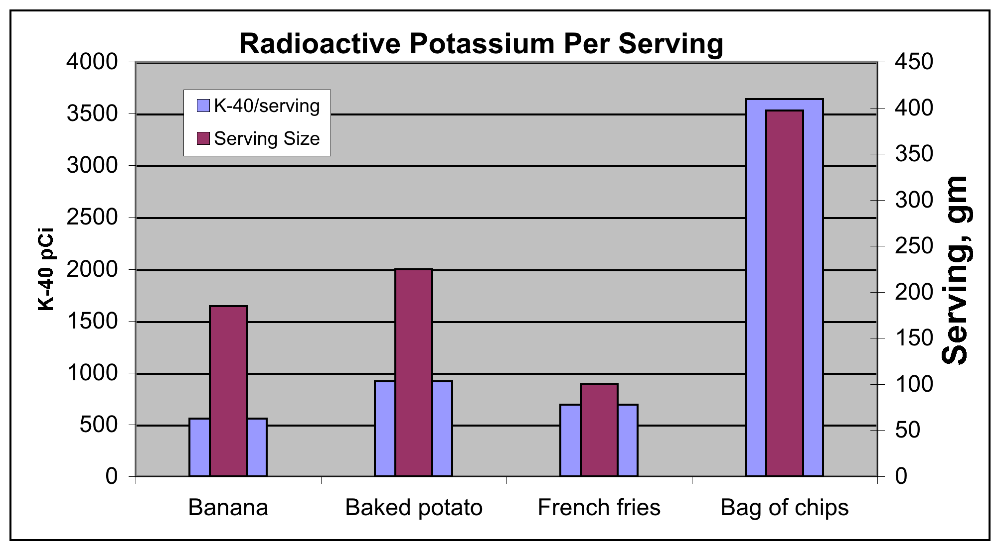 Radioactive Potassium Per Serving
4000
3500
3000
2500
2000
1500
1000
500
0
K-40 pCi
K-40/serving
Serving Size
450
400
350
300
250
200
150
100
50
0
Serving, gm
Banana
Baked potato
French fries
Bag of chips